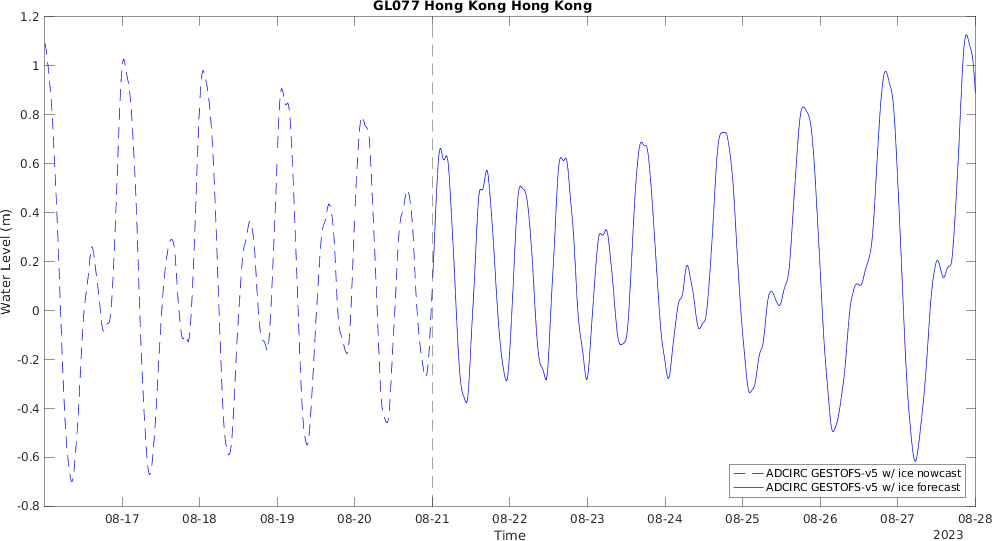 GL077 Hong Kong Hong Kong
1.2
1
0.8
0.6
0.4
0.2
0
-0.2
-0.4
-0.6
-0.8
Water Level (m)
ADCIRC GESTOFS-v5 w/ ice nowcast
ADCIRC GESTOFS-v5 w/ ice forecast
08-17 08-18 08-19 08-20 08-21 08-22 08-23 08-24 08-25 08-26 08-27 08-28
Time
2023